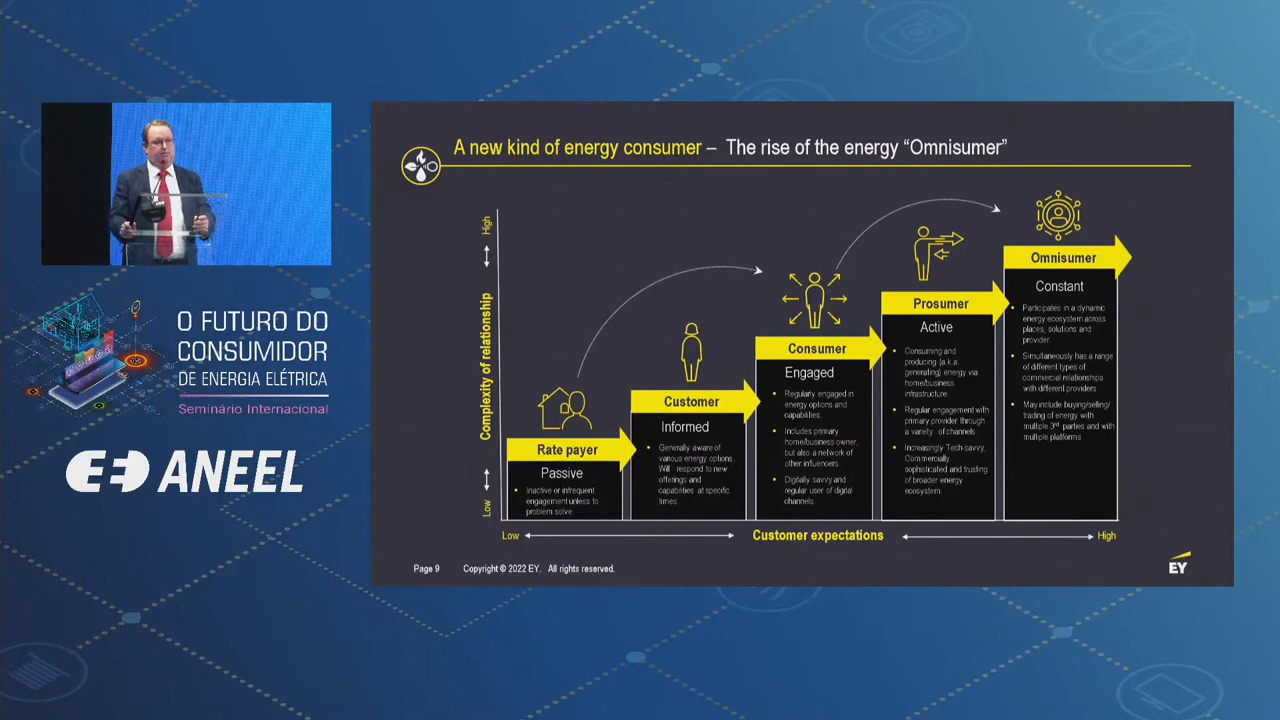 A new kind of energy consumer – The rise of the energy “Omnisumer”
O FUTURO DO
CONSUMIDOR
DE ENERGIA ELÉTRICA
Seminário Internacional
ANEEL
High
Complexity of relationship
Low
Rate payer
Passive
• Inactive or infrequent
engagement unless to
problem solve
Customer
Informed
• Generally aware of
various energy options.
Will respond to new
offerings and
capabilities at specific
times
Consumer
Engaged
• Regularly engaged in
energy options and
capabilities.
• Includes primary
home/business owner,
but also a network of
other influencers
• Digitally savvy and
regular user of digital
channels
Prosumer
Active
• Consuming and
producing (a.k.a
generating) energy via
home/business
infrastructure.
• Regular engagement with
primary provider through
a variety of channels.
• Increasingly Tech-savvy,
Commercially
sophisticated and trusting
of broader energy
ecosystem
Omnisumer
Constant
• Participates in a dynamic
energy ecosystem across
places, solutions and
provider
• Simultaneously has a range
of different types of
commercial relationships
with different providers
• May include buying/selling/
trading of energy with
multiple 3rd parties and with
multiple platforms
Low
Customer expectations
High
Page 9 Copyright © 2022 EY. All rights reserved.
EY